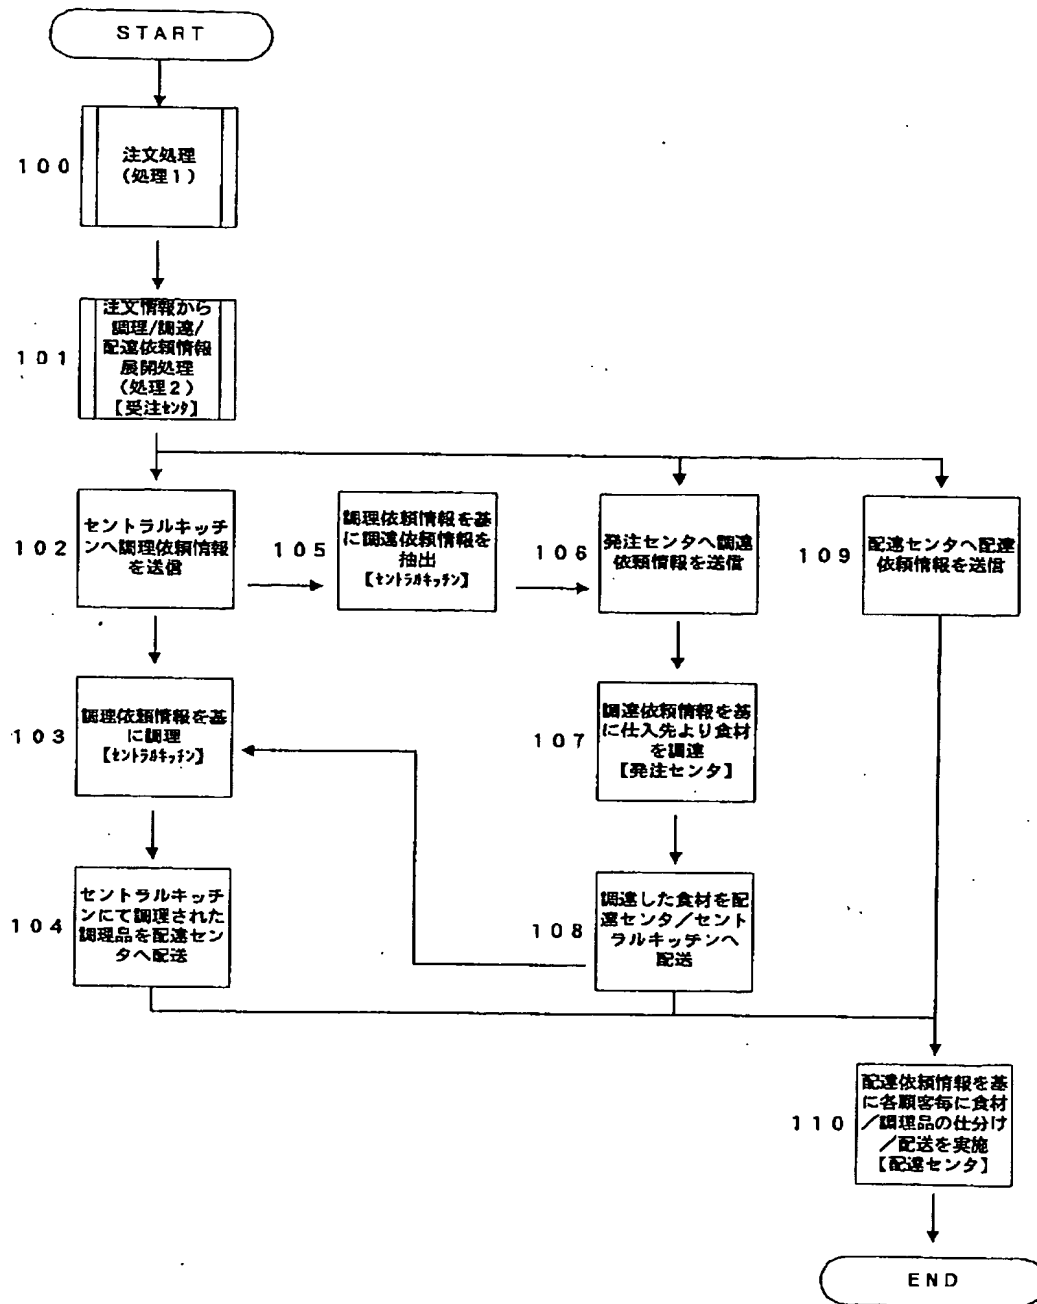 START
100
注文処理
(処理1)
101
注文情報から
調理/調達/
配達依頼情報
展開処理
(処理2)
【受注ｾﾝﾀ】
102
セントラルキッチ
ンへ調理依頼情報
を送信
105
調理依頼情報を基
に調達依頼情報を
抽出
【ｾﾝﾄﾗﾙｷｯﾁﾝ】
106
発注センタへ調達
依頼情報を送信
109
配達センタへ配達
依頼情報を送信
103
調理依頼情報を基
に調理
【ｾﾝﾄﾗﾙｷｯﾁﾝ】
107
調達依頼情報を基
に仕入先より食材
を調達
【発注センタ】
104
セントラルキッチ
ンにて調理された
調理品を配達セン
タへ配送
108
調達した食材を配
達センタ/セント
ラルキッチンへ
配送
110
配達依頼情報を基
に各顧客毎に食材
/調理品の仕分け
/配送を実施
【配達センタ】
END